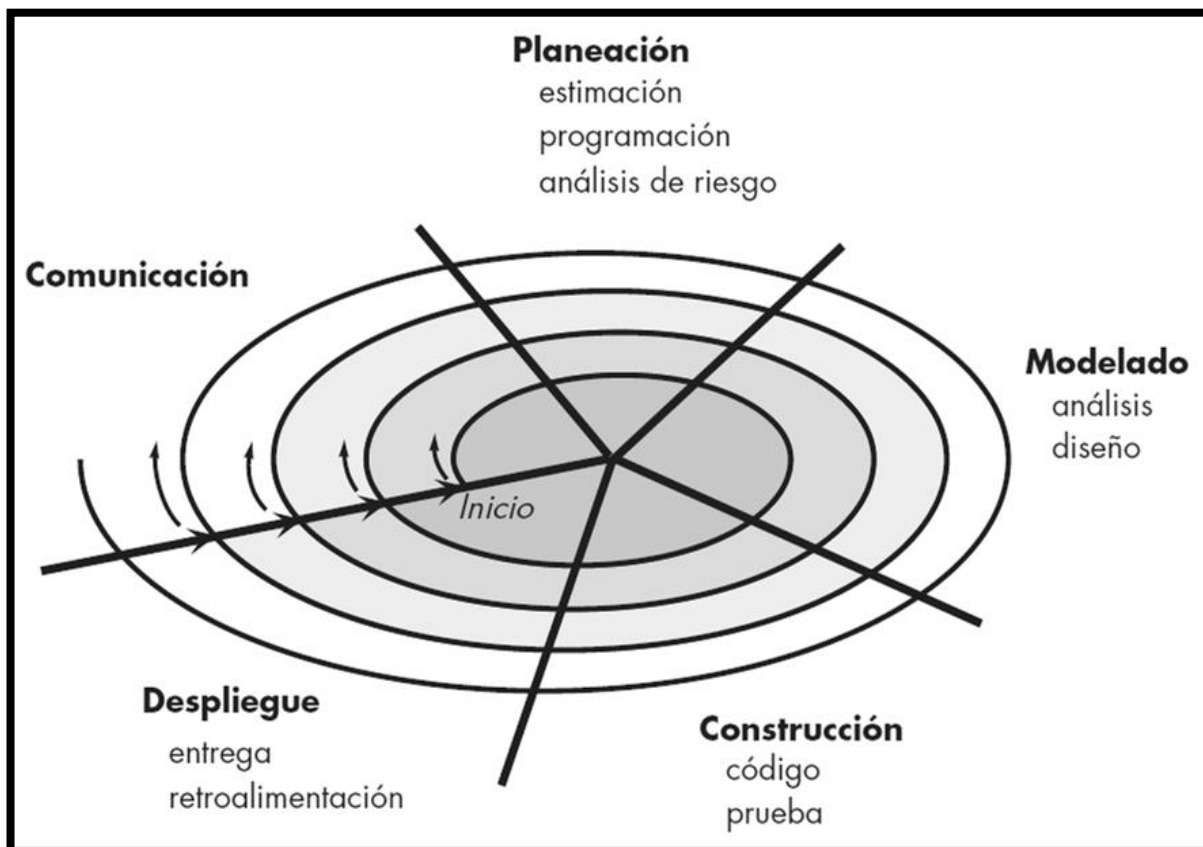 Planeación
estimación
programación
análisis de riesgo
Comunicación
Modelado
análisis
diseño
Inicio
Despliegue
entrega
retroalimentación
Construcción
código
prueba